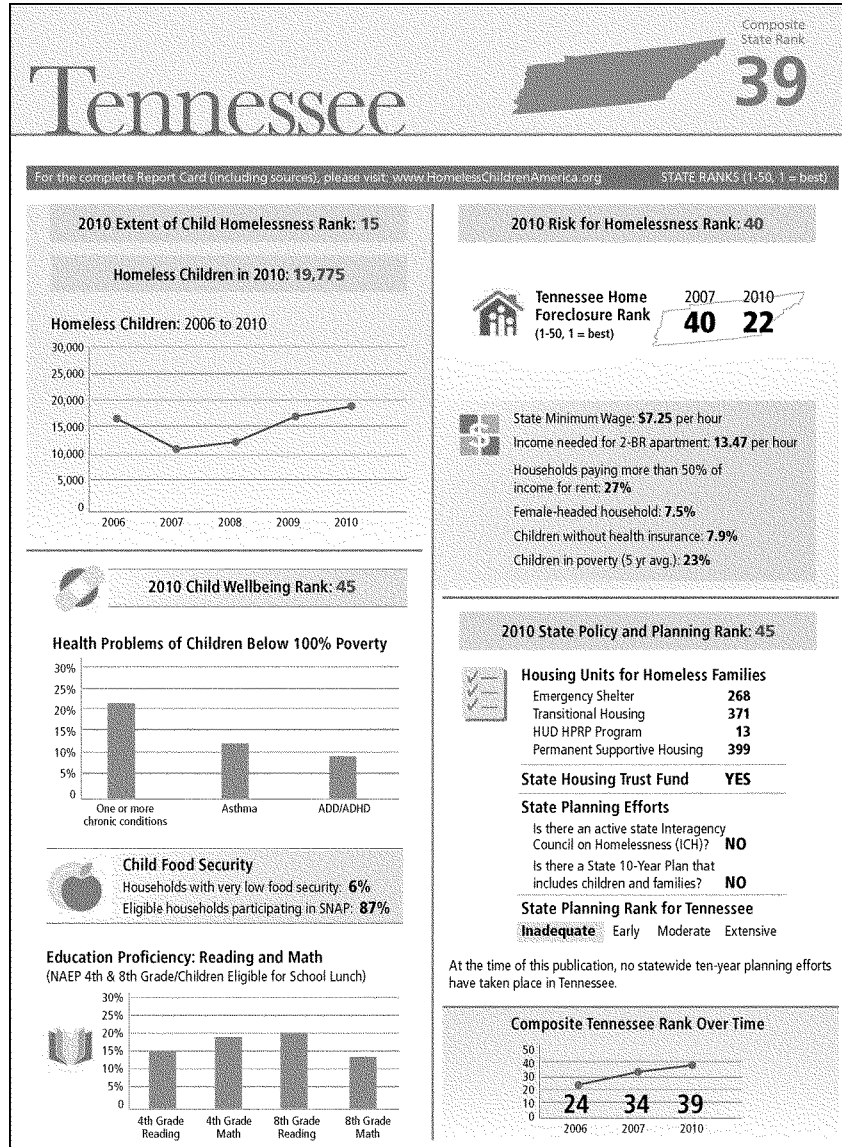 Tennessee
Composite
State Rank
39
For the complete Report Card (including sources), please visit: www.HomelessChildrenAmerica.org
STATE RANKS (1-50, 1 = best)
2010 Extent of Child Homelessness Rank: 15
Homeless Children in 2010: 19,775
Homeless Children: 2006 to 2010
30,000
25,000
20,000
15,000
10,000
5,000
0
2006 2007 2008 2009 2010
2010 Child Wellbeing Rank: 45
Health Problems of Children Below 100% Poverty
30%
25%
20%
15%
10%
5%
0
One or more
chronic conditions
Asthma
ADD/ADHD
Child Food Security
Households with very low food security: 6%
Eligible households participating in SNAP: 87%
Education Proficiency: Reading and Math
(NAEP 4th & 8th Grade/Children Eligible for School Lunch)
30%
25%
20%
15%
10%
5%
0
4th Grade
Reading
4th Grade
Math
8th Grade
Reading
8th Grade
Math
2010 Risk for Homelessness Rank: 40
Tennessee Home
Foreclosure Rank
(1-50, 1 = best)
2007 2010
40 22
$
State Minimum Wage: $7.25 per hour
Income needed for 2-BR apartment: 13.47 per hour
Households paying more than 50% of
income for rent: 27%
Female-headed household: 7.5%
Children without health insurance: 7.9%
Children in poverty (5 yr avg.): 23%
2010 State Policy and Planning Rank: 45
Housing Units for Homeless Families
Emergency Shelter 268
Transitional Housing 371
HUD HPRP Program 13
Permanent Supportive Housing 399
State Housing Trust Fund YES
State Planning Efforts
Is there an active state Interagency
Council on Homelessness (ICH)? NO
Is there a State 10-Year Plan that
includes children and families? NO
State Planning Rank for Tennessee
Inadequate Early Moderate Extensive
At the time of this publication, no statewide ten-year planning efforts
have taken place in Tennessee.
Composite Tennessee Rank Over Time
50
40
30
20
10
0
24 34 39
2006 2007 2010